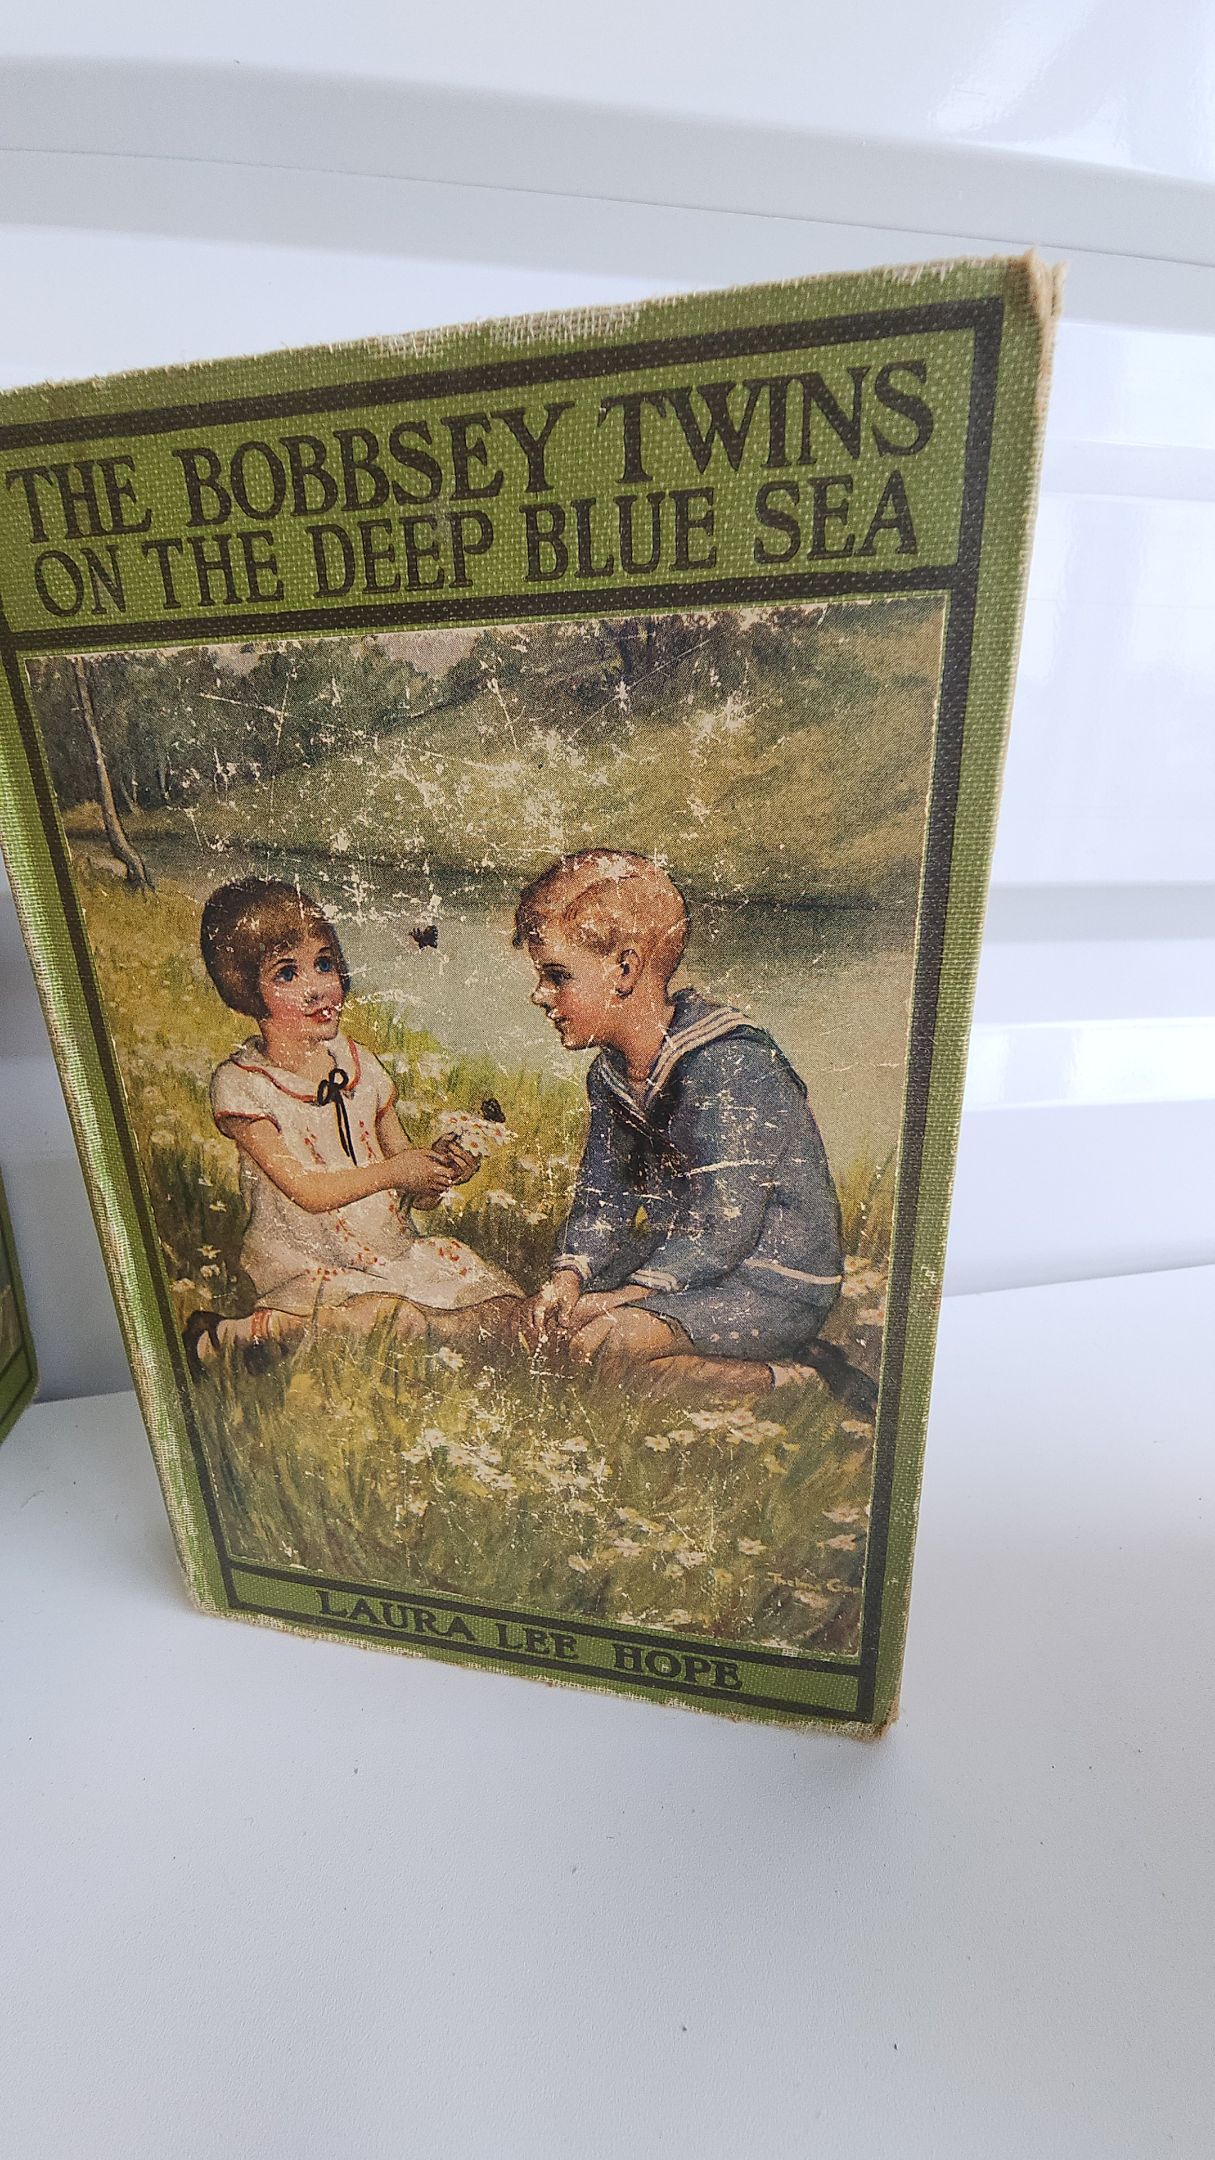 THE BOBBSEY TWINS
ON THE DEEP BLUE SEA
LAURA LEE HOPE